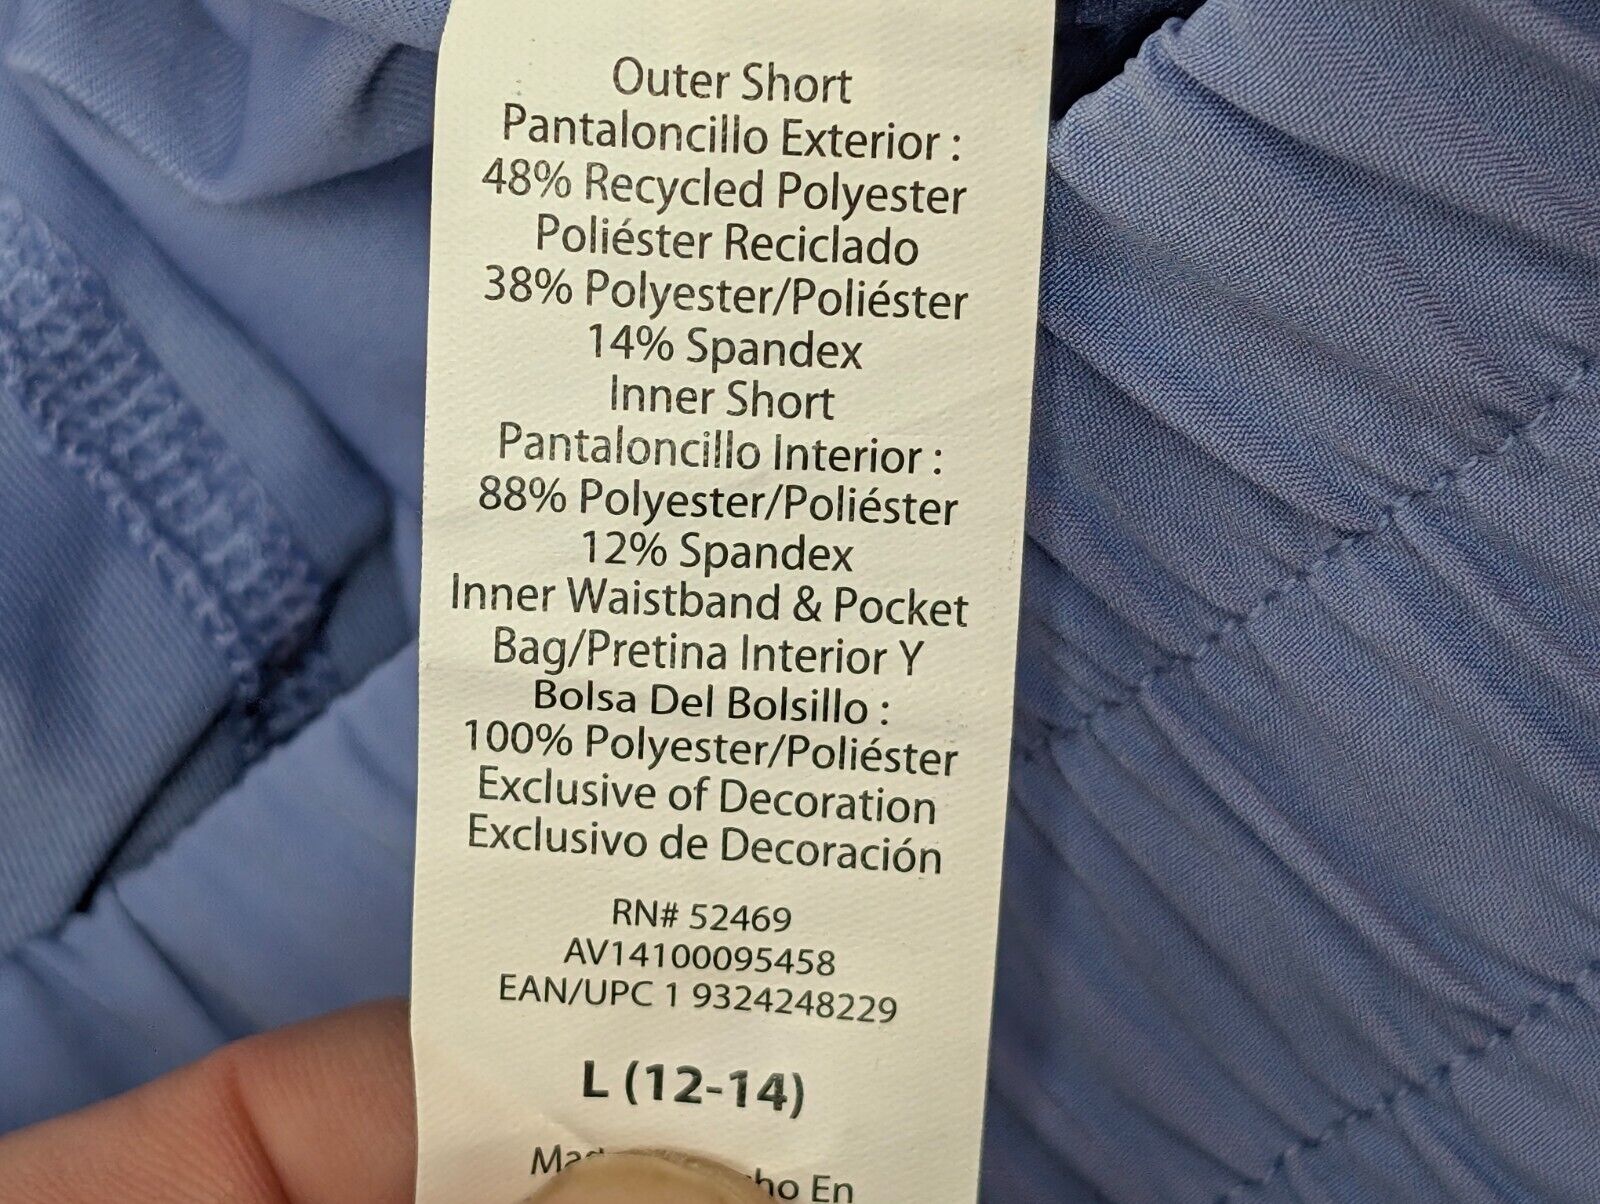 Outer Short
Pantaloncillo Exterior :
48% Recycled Polyester
Poliéster Reciclado
38% Polyester/Poliéster
14% Spandex
Inner Short
Pantaloncillo Interior :
88% Polyester/Poliéster
12% Spandex
Inner Waistband & Pocket
Bag/Pretina Interior Y
Bolsa Del Bolsillo :
100% Polyester/Poliéster
Exclusive of Decoration
Exclusivo de Decoración
RN# 52469
AV14100095458
EAN/UPC 1 9324248229
L (12-14)
En